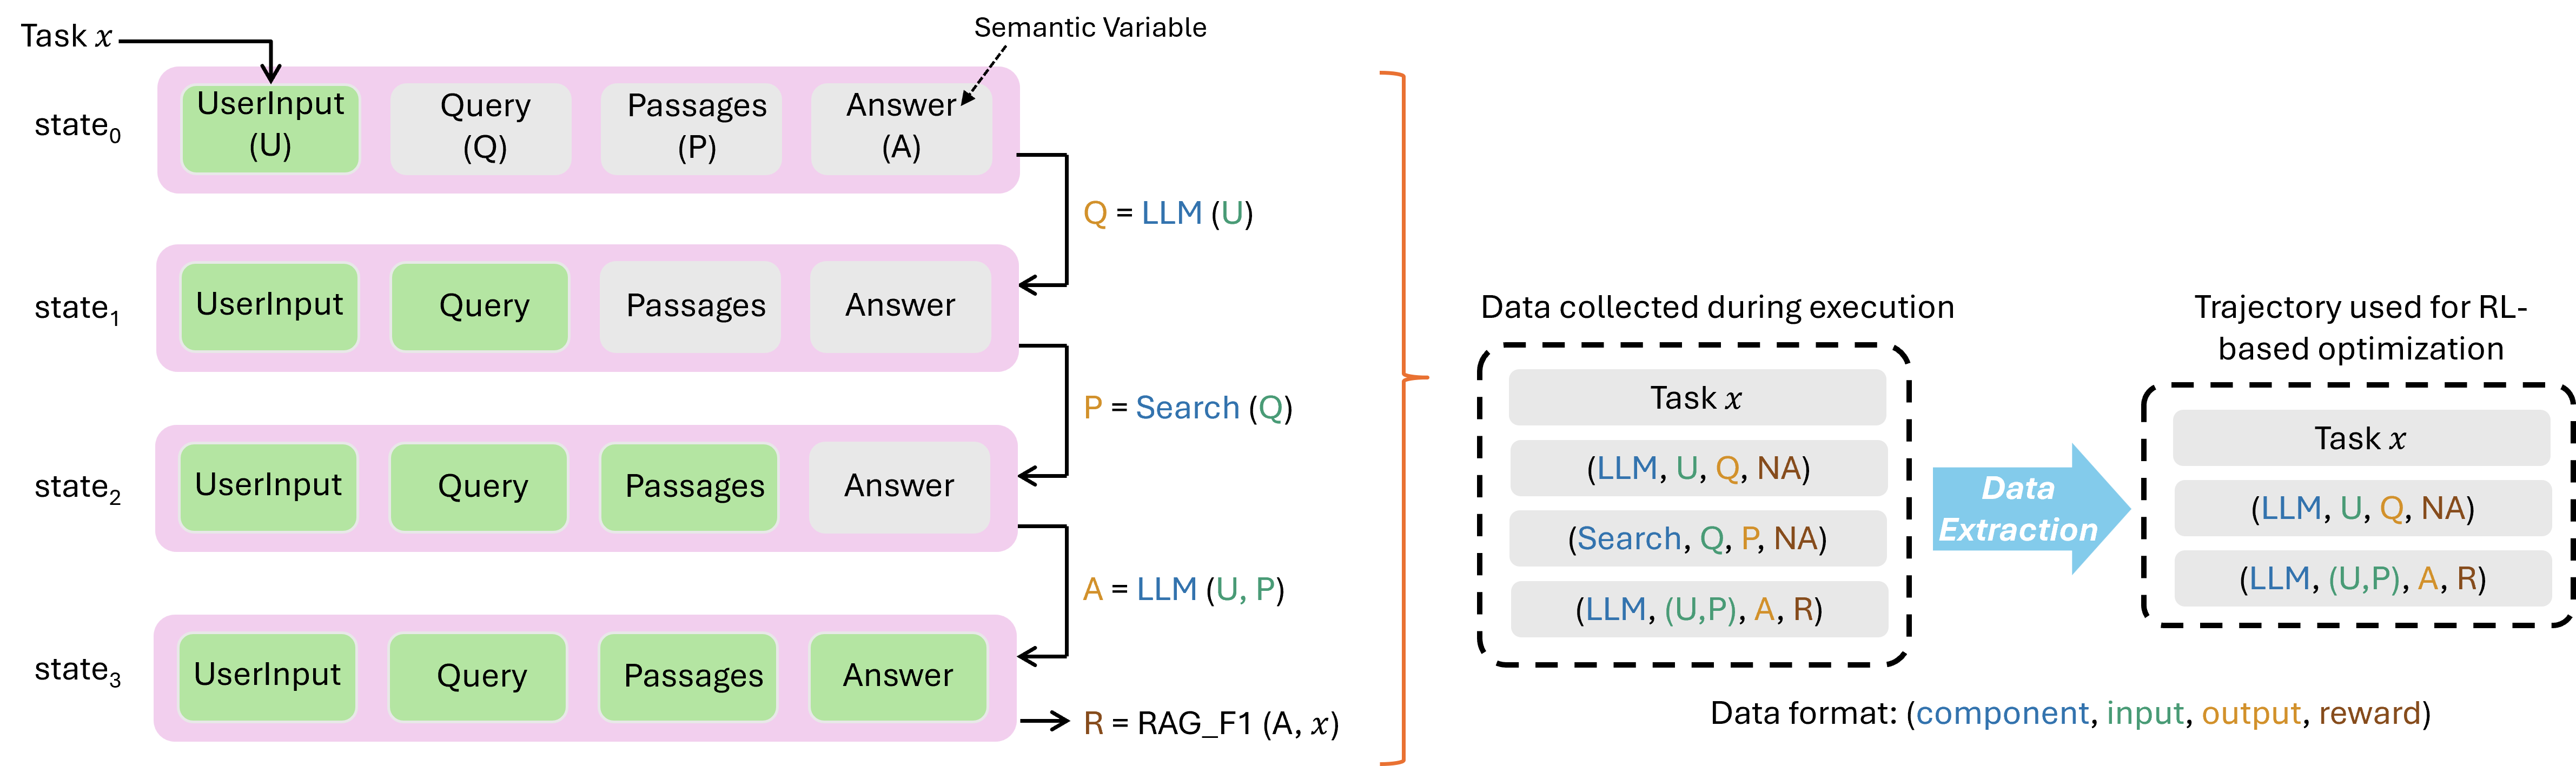 Task x
Semantic Variable
state0
UserInput
(U)
Query
(Q)
Passages
(P)
Answer
(A)
Q = LLM (U)
state1
UserInput
Query
Passages
Answer
P = Search (Q)
state2
UserInput
Query
Passages
Answer
A = LLM (U, P)
state3
UserInput
Query
Passages
Answer
R = RAG_F1 (A, x)
Data collected during execution
Task x
(LLM, U, Q, NA)
(Search, Q, P, NA)
(LLM, (U,P), A, R)
Data
Extraction
Trajectory used for RL-
based optimization
Task x
(LLM, U, Q, NA)
(LLM, (U,P), A, R)
Data format: (component, input, output, reward)